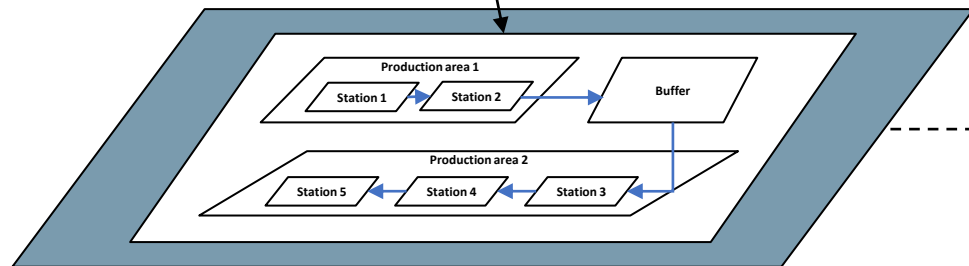 Production area 1
Station 1
Station 2
Buffer
Production area 2
Station 5
Station 4
Station 3